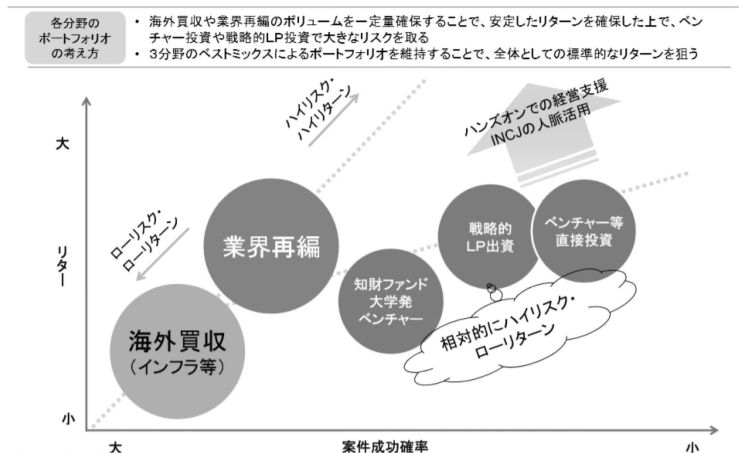 各分野の
ポートフォリオ
の考え方
• 海外買収や業界再編のボリュームを一定量確保することで、安定したリターンを確保した上で、ベン
チャー投資や戦略的LP投資で大きなリスクを取る
• 3分野のベストミックスによるポートフォリオを維持することで、全体としての標準的なリターンを狙う
大
リターン
小
ハイリスク・
ハイリターン
ローリスク・
ローリターン
ハンズオンでの経営支援
INCJの人脈活用
業界再編
海外買収
（インフラ等）
知財ファンド
大学発
ベンチャー
戦略的
LP出資
ベンチャー等
直接投資
相対的にハイリスク・
ローリターン
大
案件成功確率
小